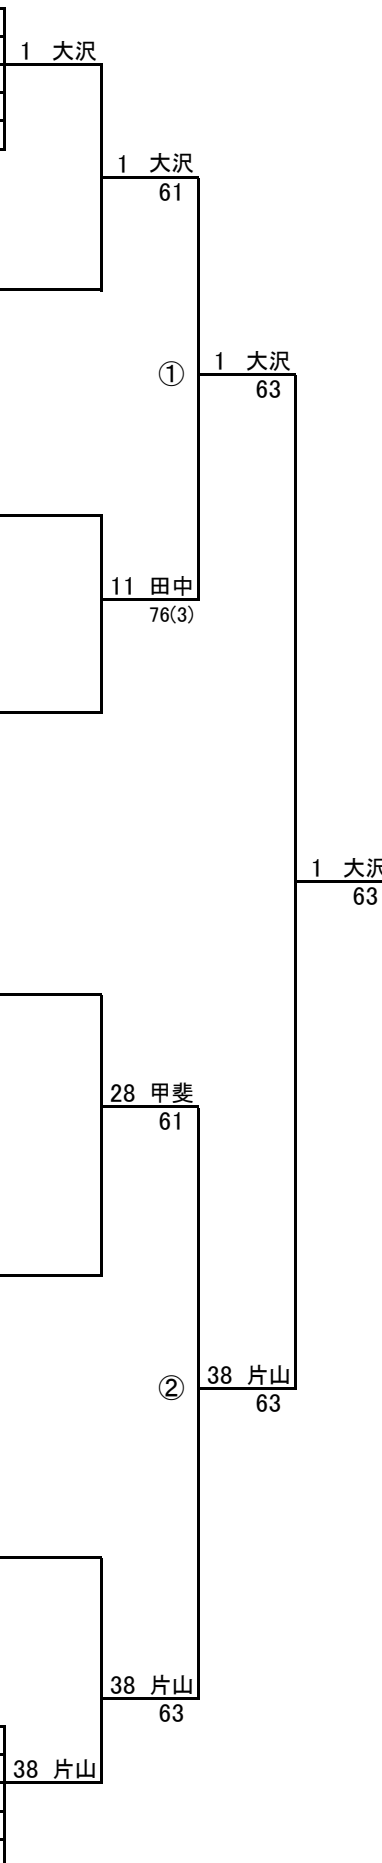 1 大沢
1 大沢
61
① 1 大沢
63
11 田中
76(3)
1 大沢
63
28 甲斐
61
② 38 片山
63
38 片山
63
38 片山